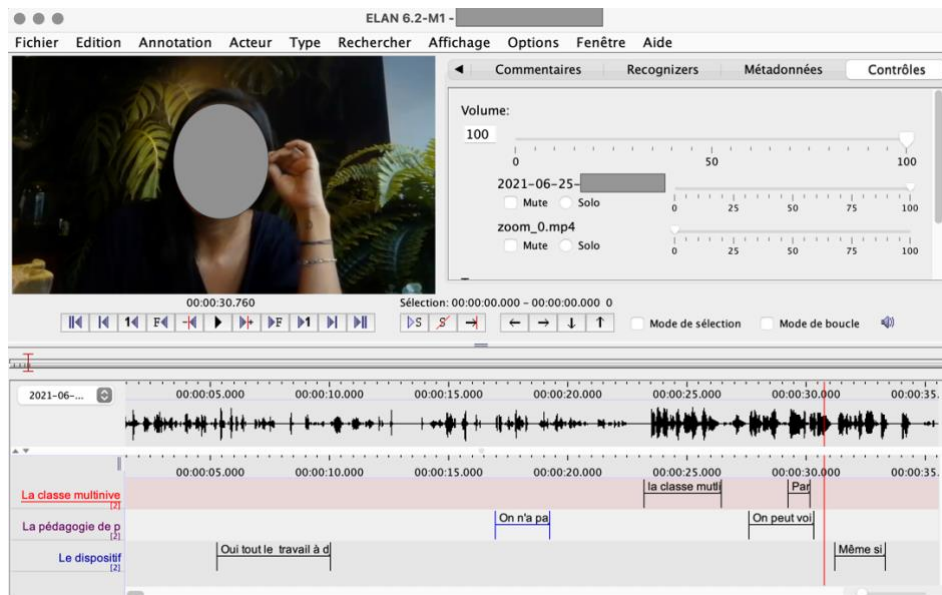 ELAN 6.2-M1 -
Fichier Edition Annotation Acteur Type Rechercher Affichage Options Fenêtre Aide
Commentaires Recognizers Métadonnées Contrôles
Volume:
100
0 50 100
2021-06-25-
Mute Solo
0 25 50 75 100
zoom_0.mp4
Mute Solo
0 25 50 75 100
00:00:30.760
Sélection: 00:00:00.000 - 00:00:00.000 0
1 F F 1 S S Mode de sélection Mode de boucle
2021-06-... 00:00:05.000 00:00:10.000 00:00:15.000 00:00:20.000 00:00:25.000 00:00:30.000 00:00:35.
00:00:05.000 00:00:10.000 00:00:15.000 00:00:20.000 00:00:25.000 00:00:30.000 00:00:35.
La classe multinive la classe mutli Par
[2]
La pédagogie de p On n'a pa On peut voi
[2]
Le dispositif Oui tout le travail à d Même si
[2]